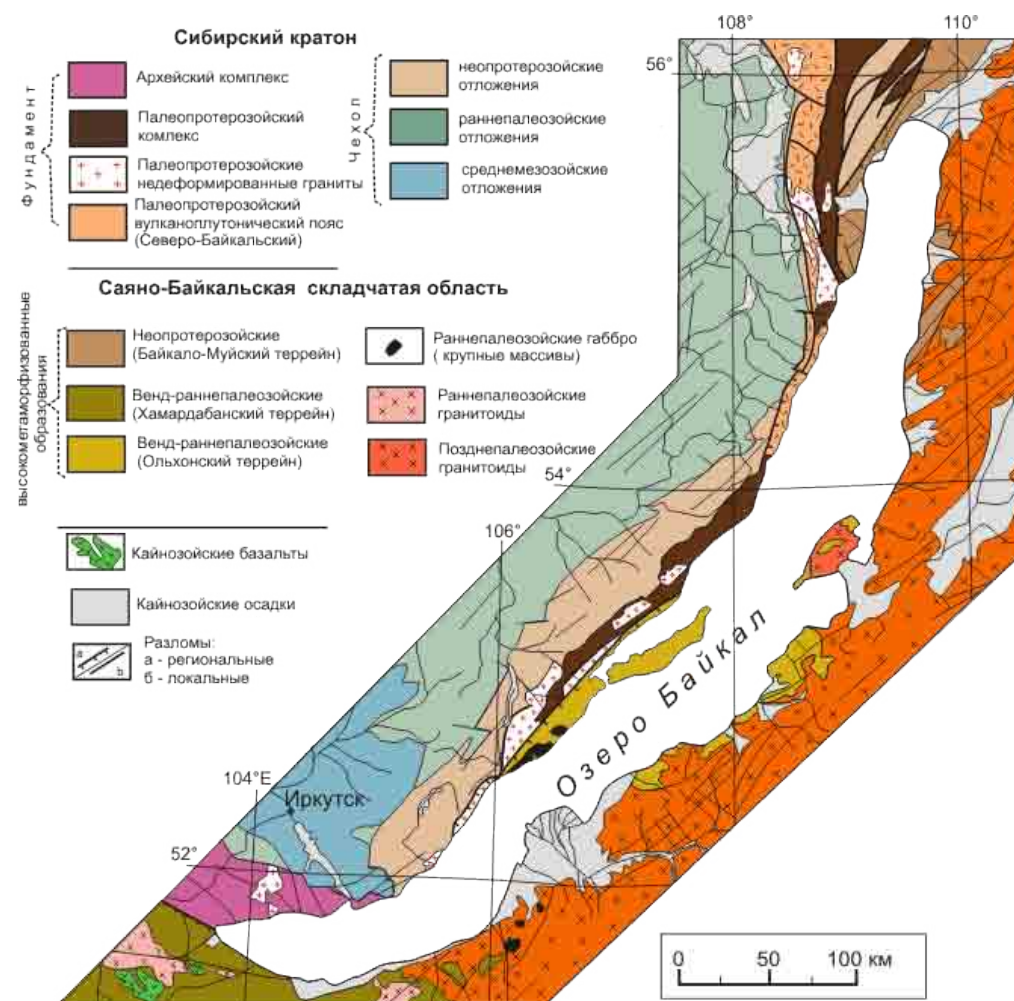 Сибирский кратон
Фундамент
Архейский комплекс
Палеопротерозойский
комлекс
Палеопротерозойские
недеформированные граниты
Палеопротерозойский
вулканоплутонический пояс
(Северо-Байкальский)
Чехол
неопротерозойские
отложения
раннепалеозойские
отложения
среднемезозойские
отложения
Саяно-Байкальская складчатая область
высокометаморфизованные
образования
Неопротерозойские
(Байкало-Муйский террейн)
Венд-раннепалеозойские
(Хамардабанский террейн)
Венд-раннепалеозойские
(Ольхонский террейн)
Раннепалеозойские габбро
( крупные массивы)
Раннепалеозойские
гранитоиды
Позднепалеозойские
гранитоиды
Кайнозойские базальты
Кайнозойские осадки
a
b
Разломы:
а - региональные
б - локальные
108°
110°
56°
54°
106°
104°E
52°
Иркутск
Озеро Байкал
0 50 100 км